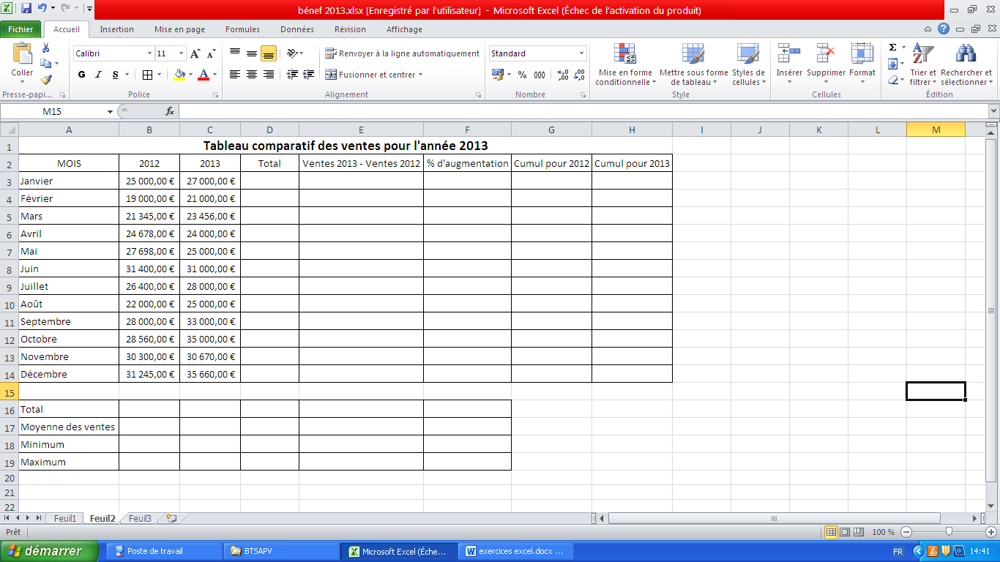 bénef 2013.xlsx [Enregistré par l'utilisateur] - Microsoft Excel (Échec de l'activation du produit)
Fichier Accueil Insertion Mise en page Formules Données Révision Affichage
Coller
Presse-papi...
Calibri 11
G I S A
Police
Renvoyer à la ligne automatiquement
Fusionner et centrer
Alignement
Standard
% 000
Nombre
Mise en forme conditionnelle Mettre sous forme de tableau Styles de cellules
Style
Insérer Supprimer Format
Cellules
Σ
Trier et filtrer Rechercher et sélectionner
Édition
M15 fx
A B C D E F G H I J K L M
1 Tableau comparatif des ventes pour l'année 2013
2 MOIS 2012 2013 Total Ventes 2013 - Ventes 2012 % d'augmentation Cumul pour 2012 Cumul pour 2013
3 Janvier 25 000,00 € 27 000,00 €
4 Février 19 000,00 € 21 000,00 €
5 Mars 21 345,00 € 23 456,00 €
6 Avril 24 678,00 € 24 000,00 €
7 Mai 27 698,00 € 25 000,00 €
8 Juin 31 400,00 € 31 000,00 €
9 Juillet 26 400,00 € 28 000,00 €
10 Août 22 000,00 € 25 000,00 €
11 Septembre 28 000,00 € 33 000,00 €
12 Octobre 28 560,00 € 35 000,00 €
13 Novembre 30 300,00 € 30 670,00 €
14 Décembre 31 245,00 € 35 660,00 €
15
16 Total
17 Moyenne des ventes
18 Minimum
19 Maximum
20
21
22
Feuil1 Feuil2 Feuil3
Prêt 100 %
démarrer Poste de travail BTSAPV Microsoft Excel (Éche... exercices excel.docx ... FR 14:41